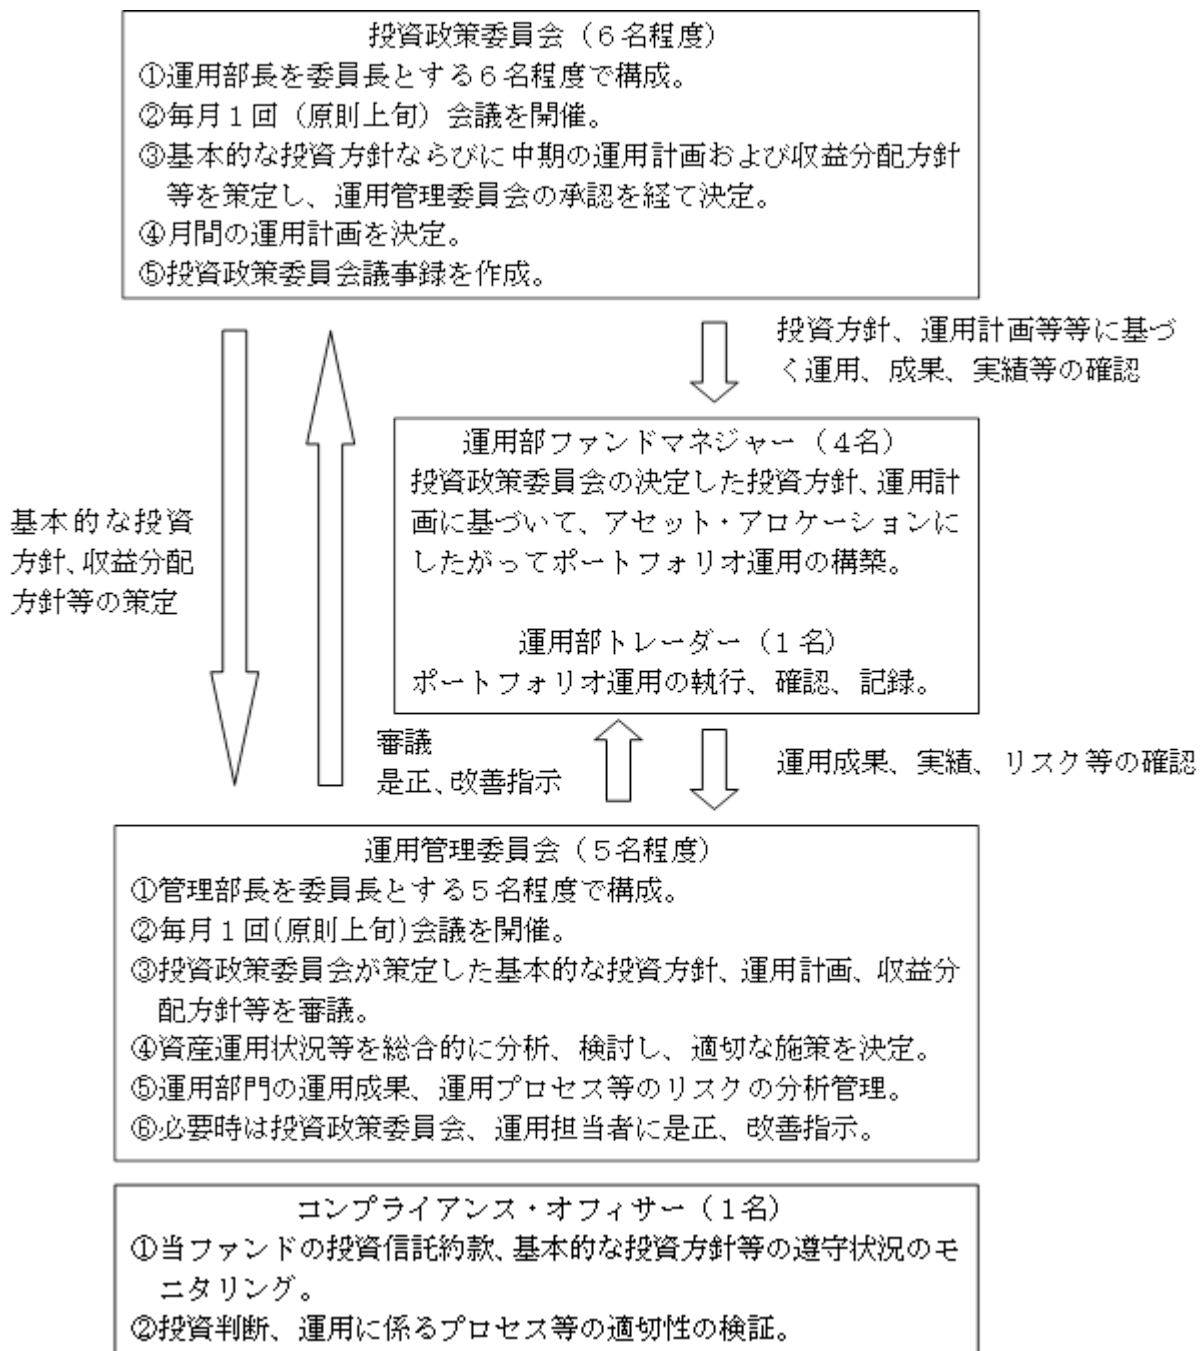 投資政策委員会（６名程度）
①運用部長を委員長とする６名程度で構成。
②毎月１回（原則上旬）会議を開催。
③基本的な投資方針ならびに中期の運用計画および収益分配方針
等を策定し、運用管理委員会の承認を経て決定。
④月間の運用計画を決定。
⑤投資政策委員会議事録を作成。
投資方針、運用計画等等に基づ
く運用、成果、実績等の確認
運用部ファンドマネジャー（４名）
投資政策委員会の決定した投資方針、運用計
画に基づいて、アセット・アロケーションに
したがってポートフォリオ運用の構築。
運用部トレーダー（１名）
ポートフォリオ運用の執行、確認、記録。
基本的な投資
方針、収益分配
方針等の策定
審議
是正、改善指示
運用成果、実績、リスク等の確認
運用管理委員会（５名程度）
①管理部長を委員長とする５名程度で構成。
②毎月１回(原則上旬)会議を開催。
③投資政策委員会が策定した基本的な投資方針、運用計画、収益分
配方針等を審議。
④資産運用状況等を総合的に分析、検討し、適切な施策を決定。
⑤運用部門の運用成果、運用プロセス等のリスクの分析管理。
⑥必要時は投資政策委員会、運用担当者に是正、改善指示。
コンプライアンス・オフィサー（１名）
①当ファンドの投資信託約款、基本的な投資方針等の遵守状況のモ
ニタリング。
②投資判断、運用に係るプロセス等の適切性の検証。